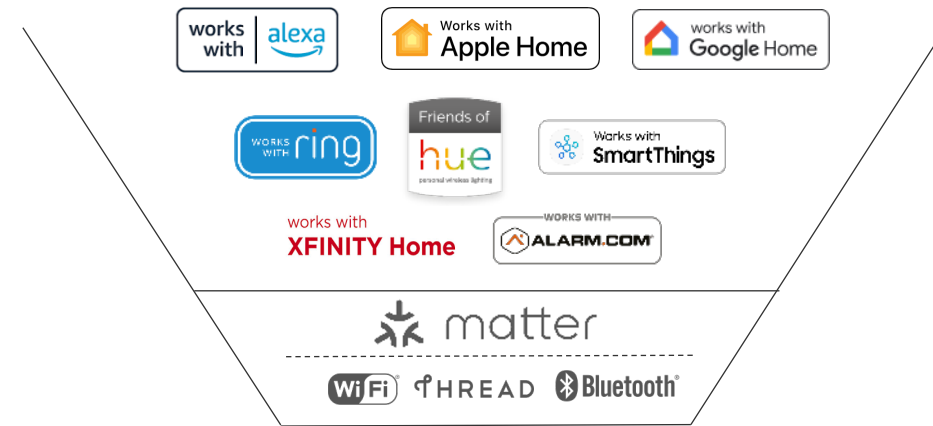 works with alexa
Works with Apple Home
works with Google Home
WORKS WITH ring
Friends of
hue
personal wireless lighting
Works with SmartThings
works with
XFINITY Home
WORKS WITH
ALARM.COM
matter
WiFi® THREAD Bluetooth®